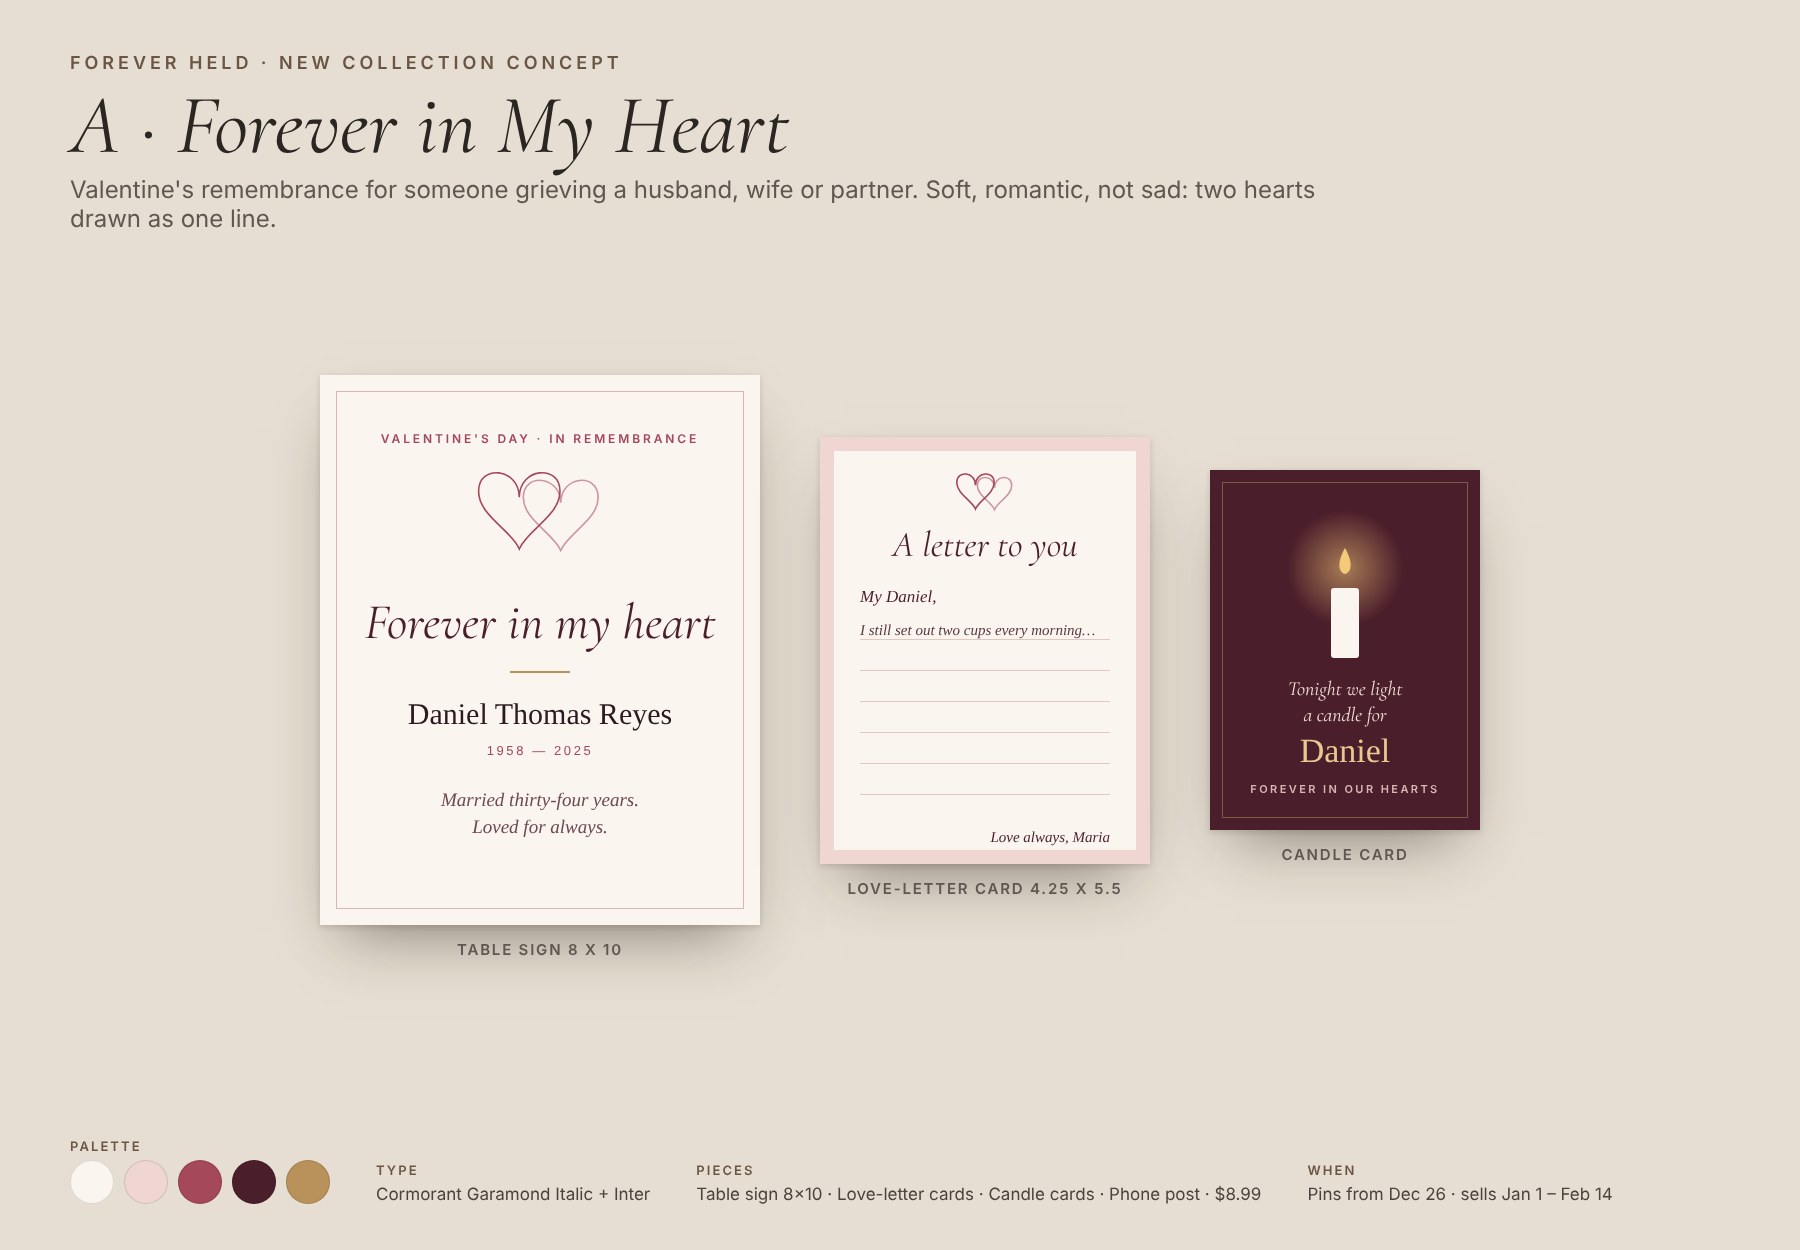 FOREVER HELD · NEW COLLECTION CONCEPT
A · Forever in My Heart
Valentine's remembrance for someone grieving a husband, wife or partner. Soft, romantic, not sad: two hearts
drawn as one line.
VALENTINE'S DAY · IN REMEMBRANCE
Forever in my heart
Daniel Thomas Reyes
1958 — 2025
Married thirty-four years.
Loved for always.
TABLE SIGN 8 X 10
A letter to you
My Daniel,
I still set out two cups every morning…
Love always, Maria
LOVE-LETTER CARD 4.25 X 5.5
Tonight we light
a candle for
Daniel
FOREVER IN OUR HEARTS
CANDLE CARD
PALETTE
TYPE
Cormorant Garamond Italic + Inter
PIECES
Table sign 8×10 · Love-letter cards · Candle cards · Phone post · $8.99
WHEN
Pins from Dec 26 · sells Jan 1 – Feb 14